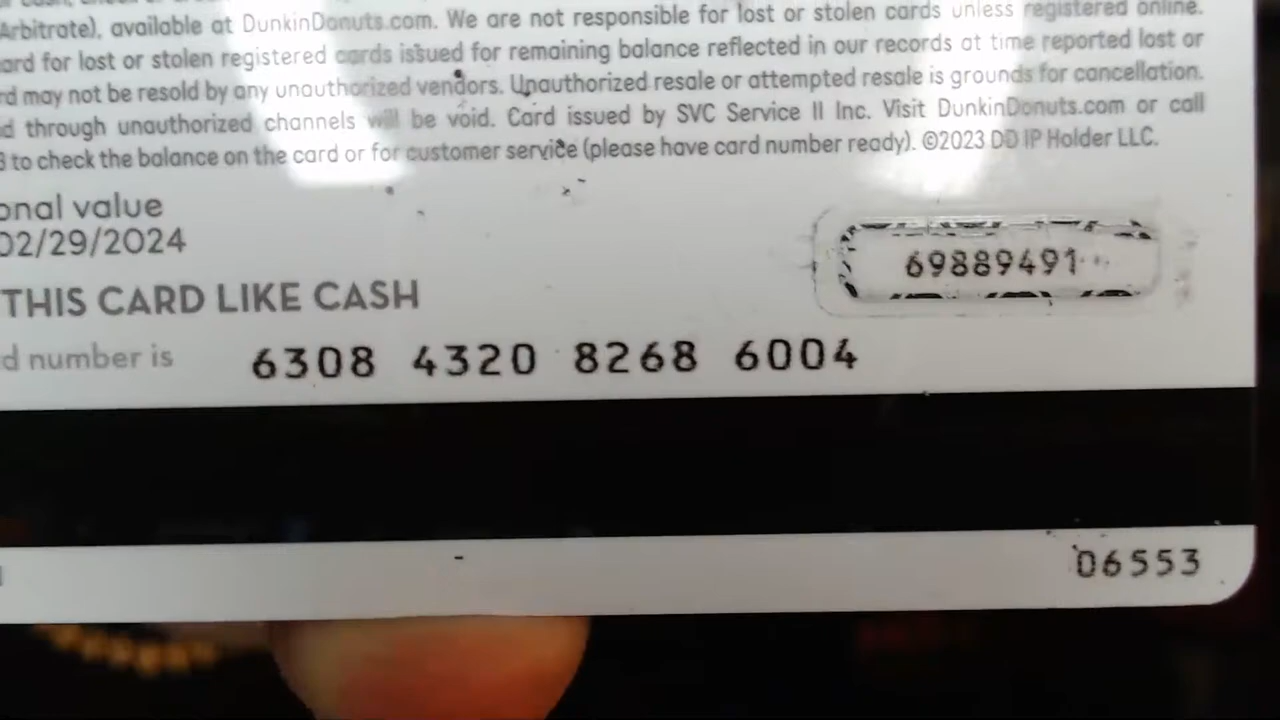 Arbitrate), available at DunkinDonuts.com. We are not responsible for lost or stolen cards unless registered online.
ard for lost or stolen registered cards issued for remaining balance reflected in our records at time reported lost or
rd may not be resold by any unauthorized vendors. Unauthorized resale or attempted resale is grounds for cancellation.
d through unauthorized channels will be void. Card issued by SVC Service II Inc. Visit DunkinDonuts.com or call
to check the balance on the card or for customer service (please have card number ready). ©2023 DD IP Holder LLC.
onal value
02/29/2024
69889491
THIS CARD LIKE CASH
d number is 6308 4320 8268 6004
06553